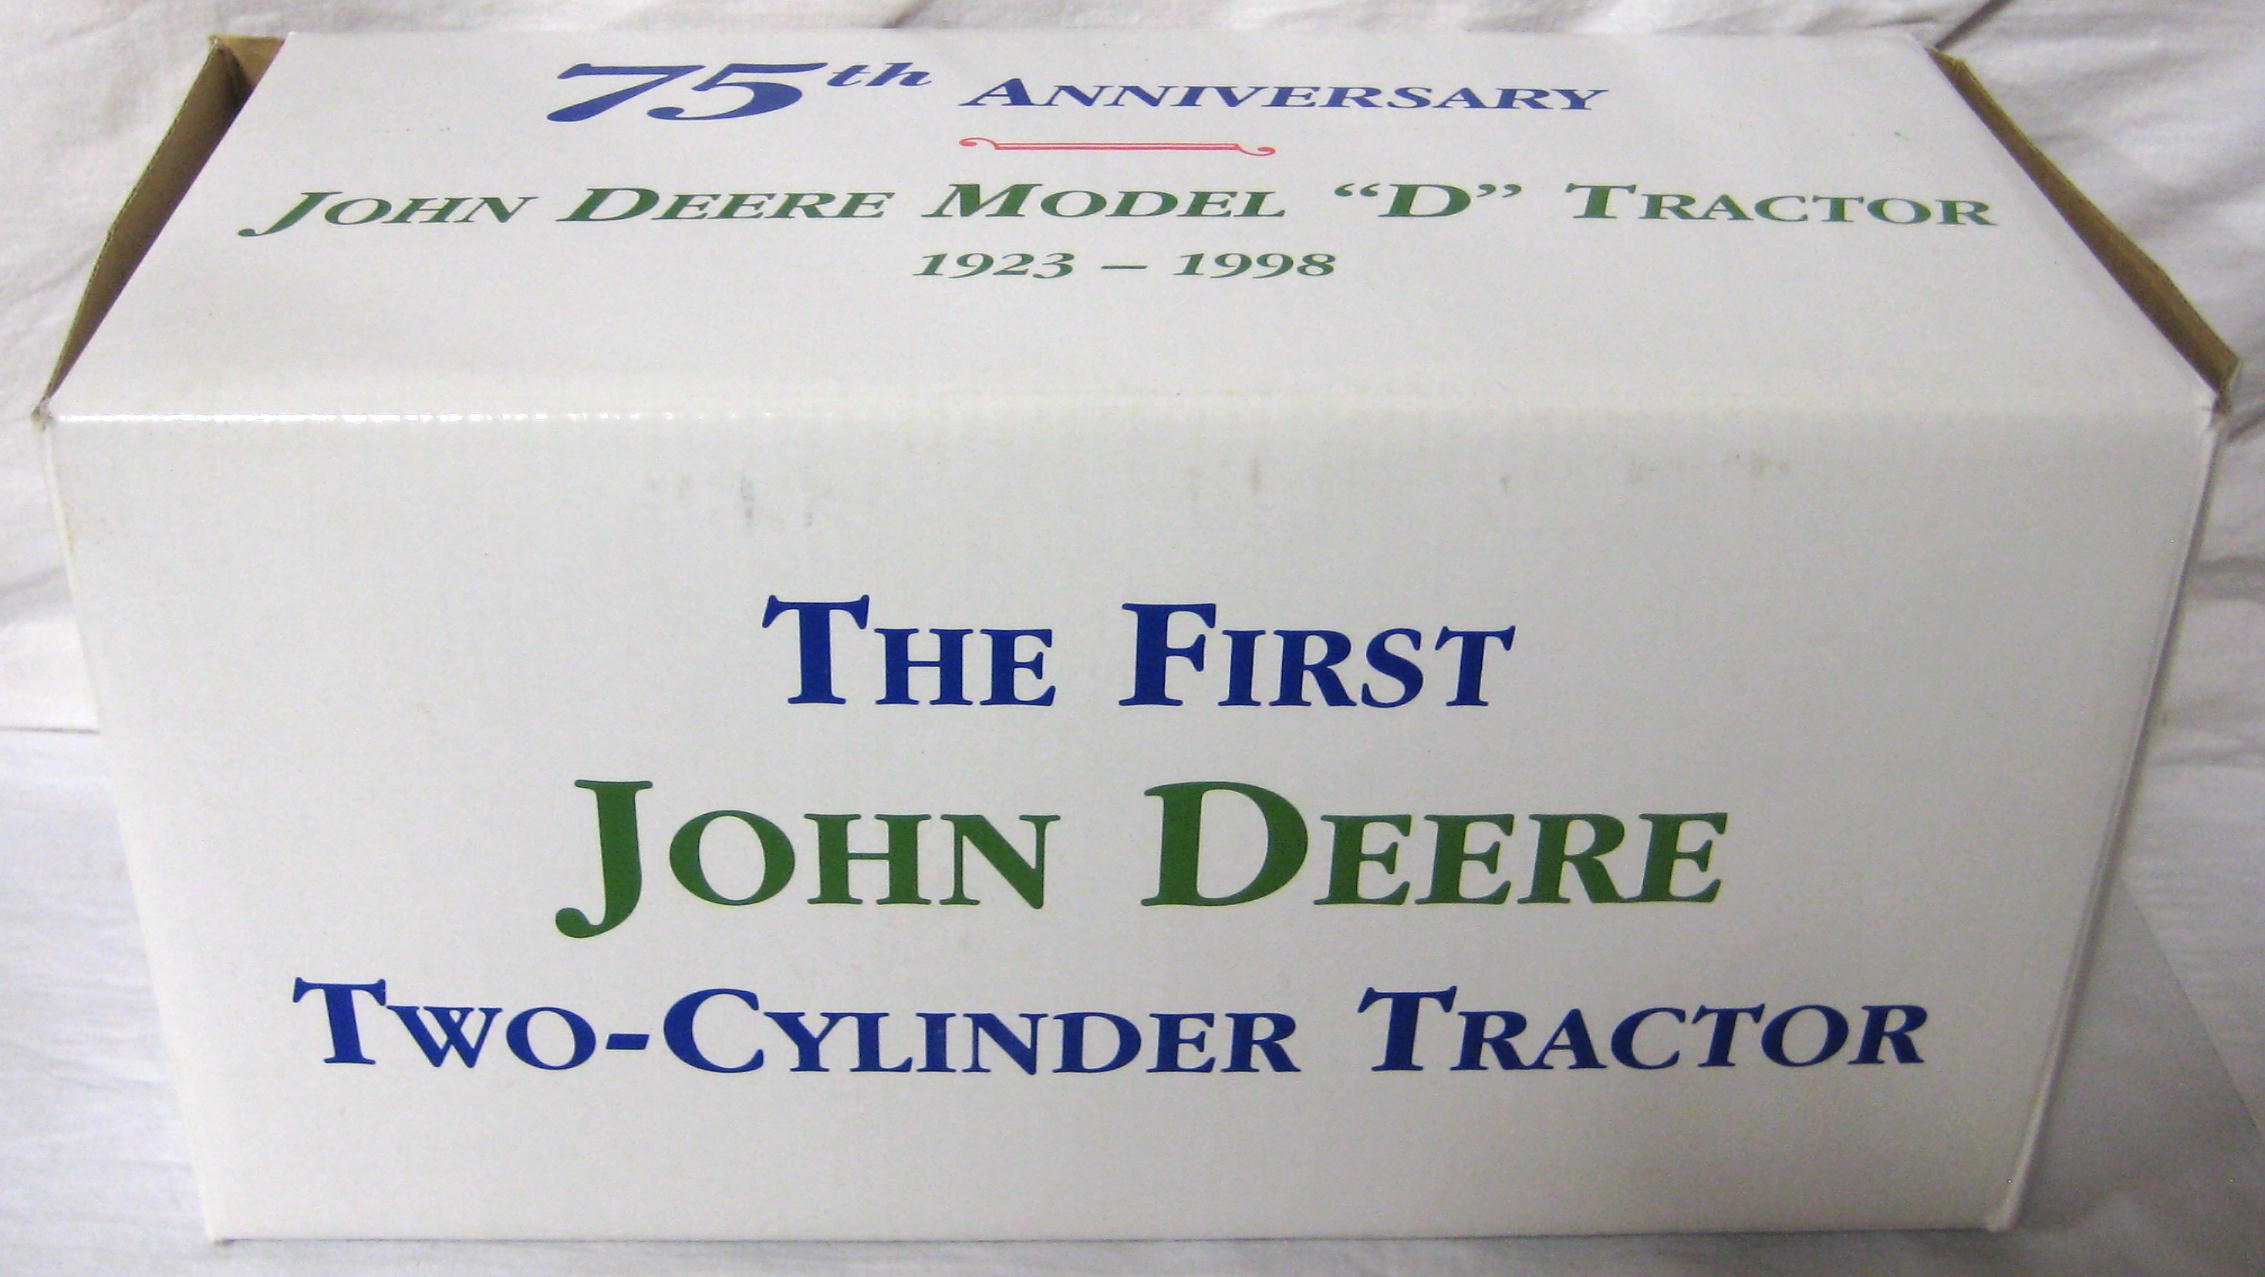 75th ANNIVERSARY
JOHN DEERE MODEL “D” TRACTOR
1923 – 1998
THE FIRST
JOHN DEERE
TWO-CYLINDER TRACTOR